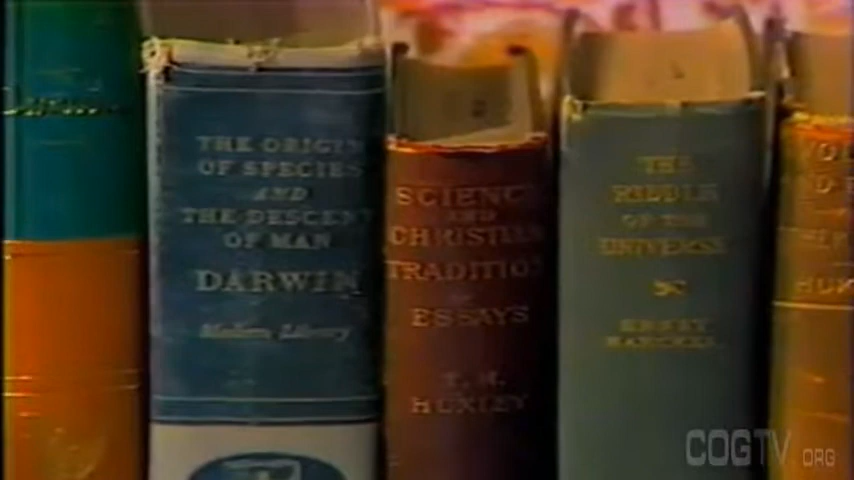 THE ORIGIN
OF SPECIES
AND
THE DESCENT
OF MAN
DARWIN
Modern Library
SCIENCE
AND
CHRISTIAN
TRADITION
ESSAYS
T. H.
HUXLEY
THE
RIDDLE
OF THE
UNIVERSE
ERNST
HAECKEL
HUX
COGTV.ORG